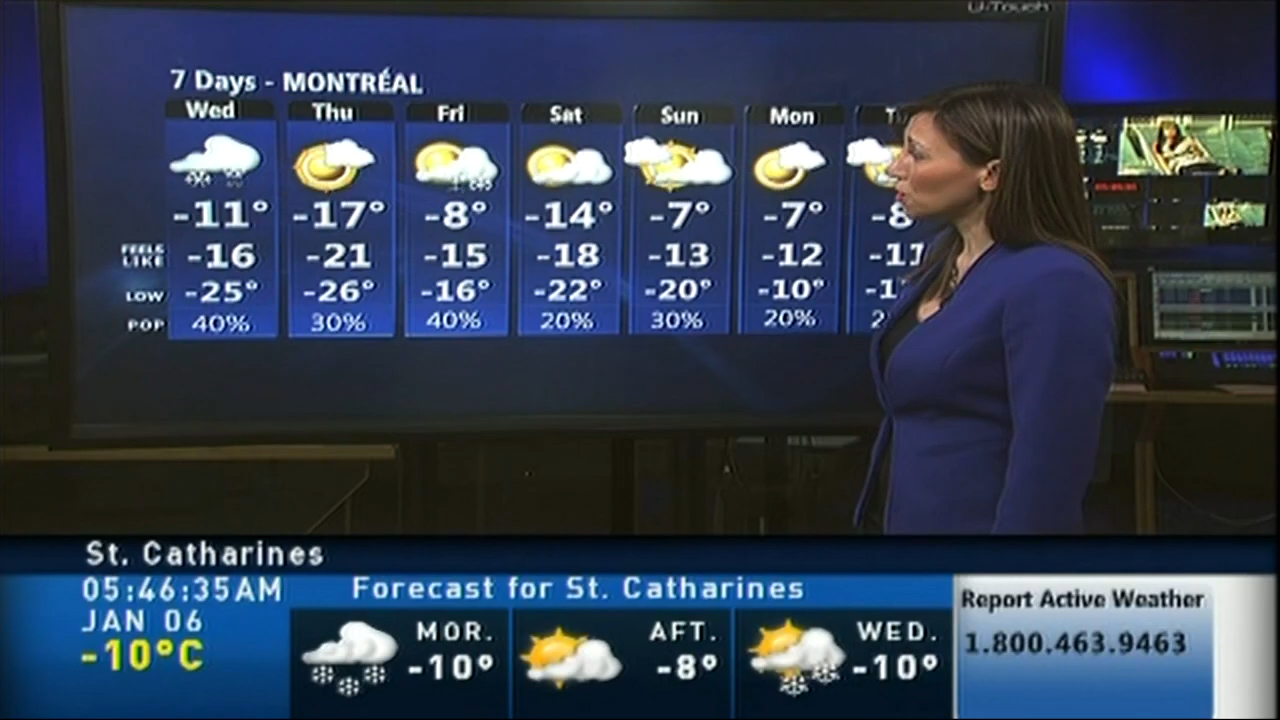 U-Touch
7 Days - MONTRÉAL
Wed Thu Fri Sat Sun Mon
-11° -17° -8° -14° -7° -7° -8
FEELS LIKE -16 -21 -15 -18 -13 -12 -11
LOW -25° -26° -16° -22° -20° -10°
POP 40% 30% 40% 20% 30% 20%
St. Catharines
05:46:35AM
JAN 06
-10°C
Forecast for St. Catharines
MOR. AFT. WED.
-10° -8° -10°
Report Active Weather
1.800.463.9463